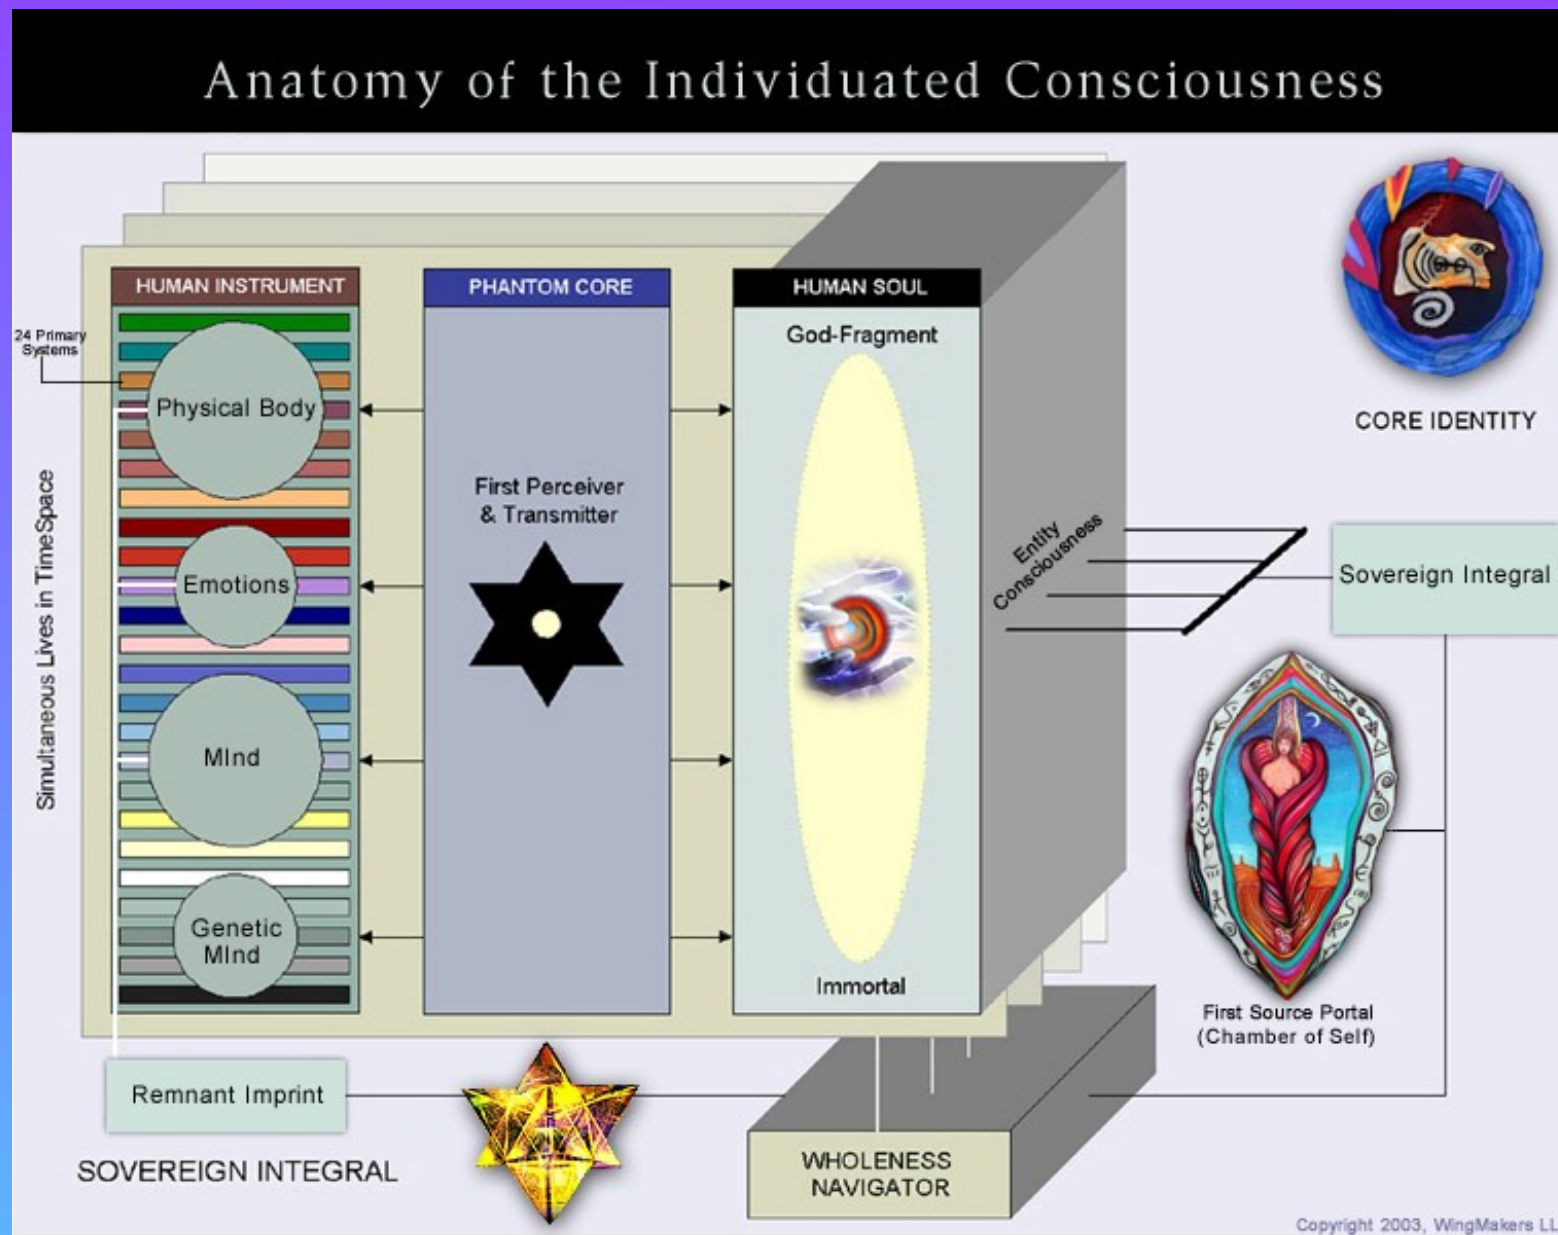 Anatomy of the Individuated Consciousness
HUMAN INSTRUMENT
PHANTOM CORE
HUMAN SOUL
24 Primary
Systems
Physical Body
Emotions
MInd
Genetic
MInd
Simultaneous Lives in TimeSpace
First Perceiver
& Transmitter
God-Fragment
Immortal
Entity
Consciousness
CORE IDENTITY
Sovereign Integral
First Source Portal
(Chamber of Self)
Remnant Imprint
SOVEREIGN INTEGRAL
WHOLENESS
NAVIGATOR
Copyright 2003, WingMakers LL